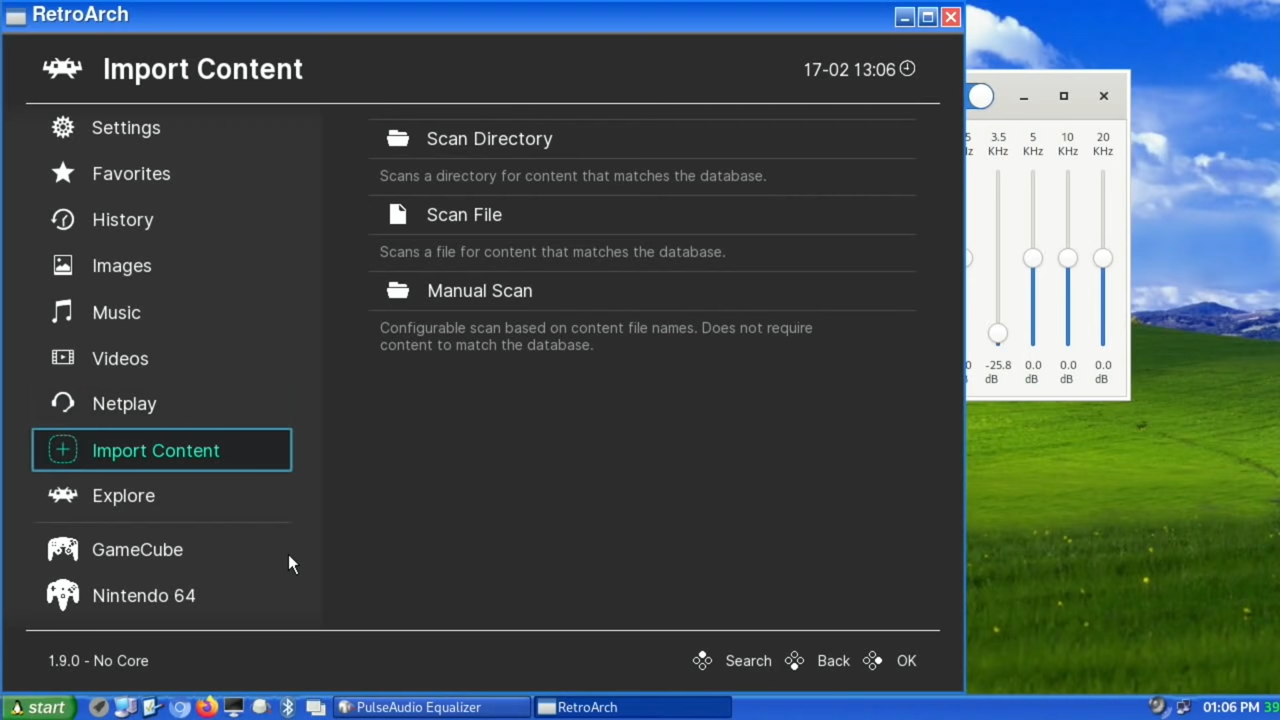 RetroArch
Import Content
17-02 13:06
Settings
Favorites
History
Images
Music
Videos
Netplay
Import Content
Explore
GameCube
Nintendo 64
Scan Directory
Scans a directory for content that matches the database.
Scan File
Scans a file for content that matches the database.
Manual Scan
Configurable scan based on content file names. Does not require
content to match the database.
1.9.0 - No Core
Search Back OK
3.5 5 10 20
KHz KHz KHz KHz
-25.8 0.0 0.0 0.0
dB dB dB dB
start
PulseAudio Equalizer
RetroArch
01:06 PM 39